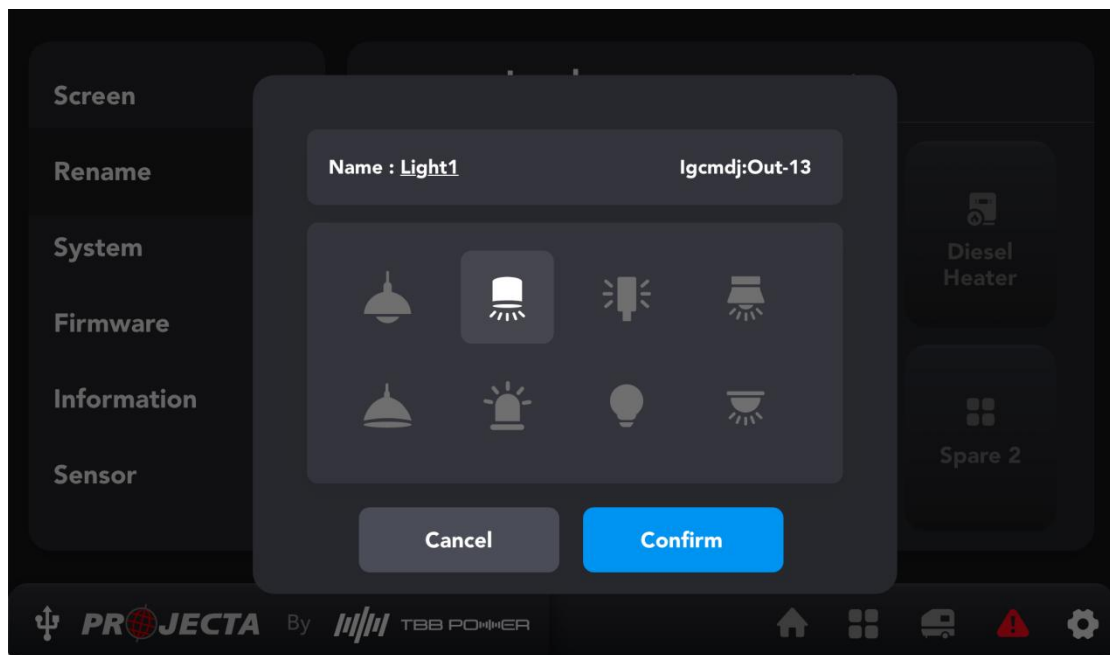 Screen
Rename
System
Firmware
Information
Sensor
Name : Light1
Igcmdj:Out-13
Cancel
Confirm
Diesel
Heater
Spare 2
PROJECTA By TBB POWER